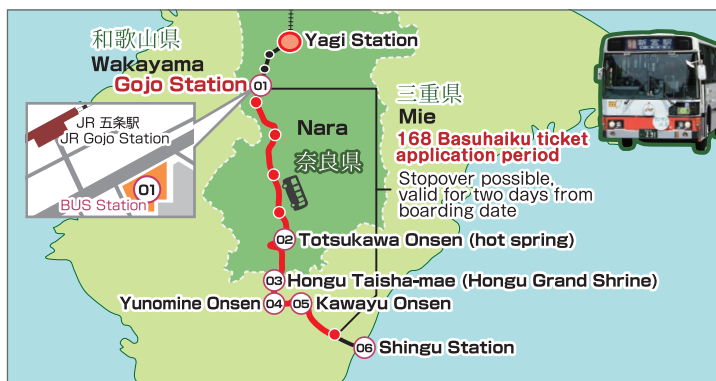 和歌山県
Wakayama
Yagi Station
Gojo Station
01
JR 五条駅
JR Gojo Station
01
BUS Station
Nara
奈良県
三重県
Mie
168 Basuhaiku ticket
application period
Stopover possible,
valid for two days from
boarding date
02 Totsukawa Onsen (hot spring)
03 Hongu Taisha-mae (Hongu Grand Shrine)
Yunomine Onsen 04 05 Kawayu Onsen
06 Shingu Station